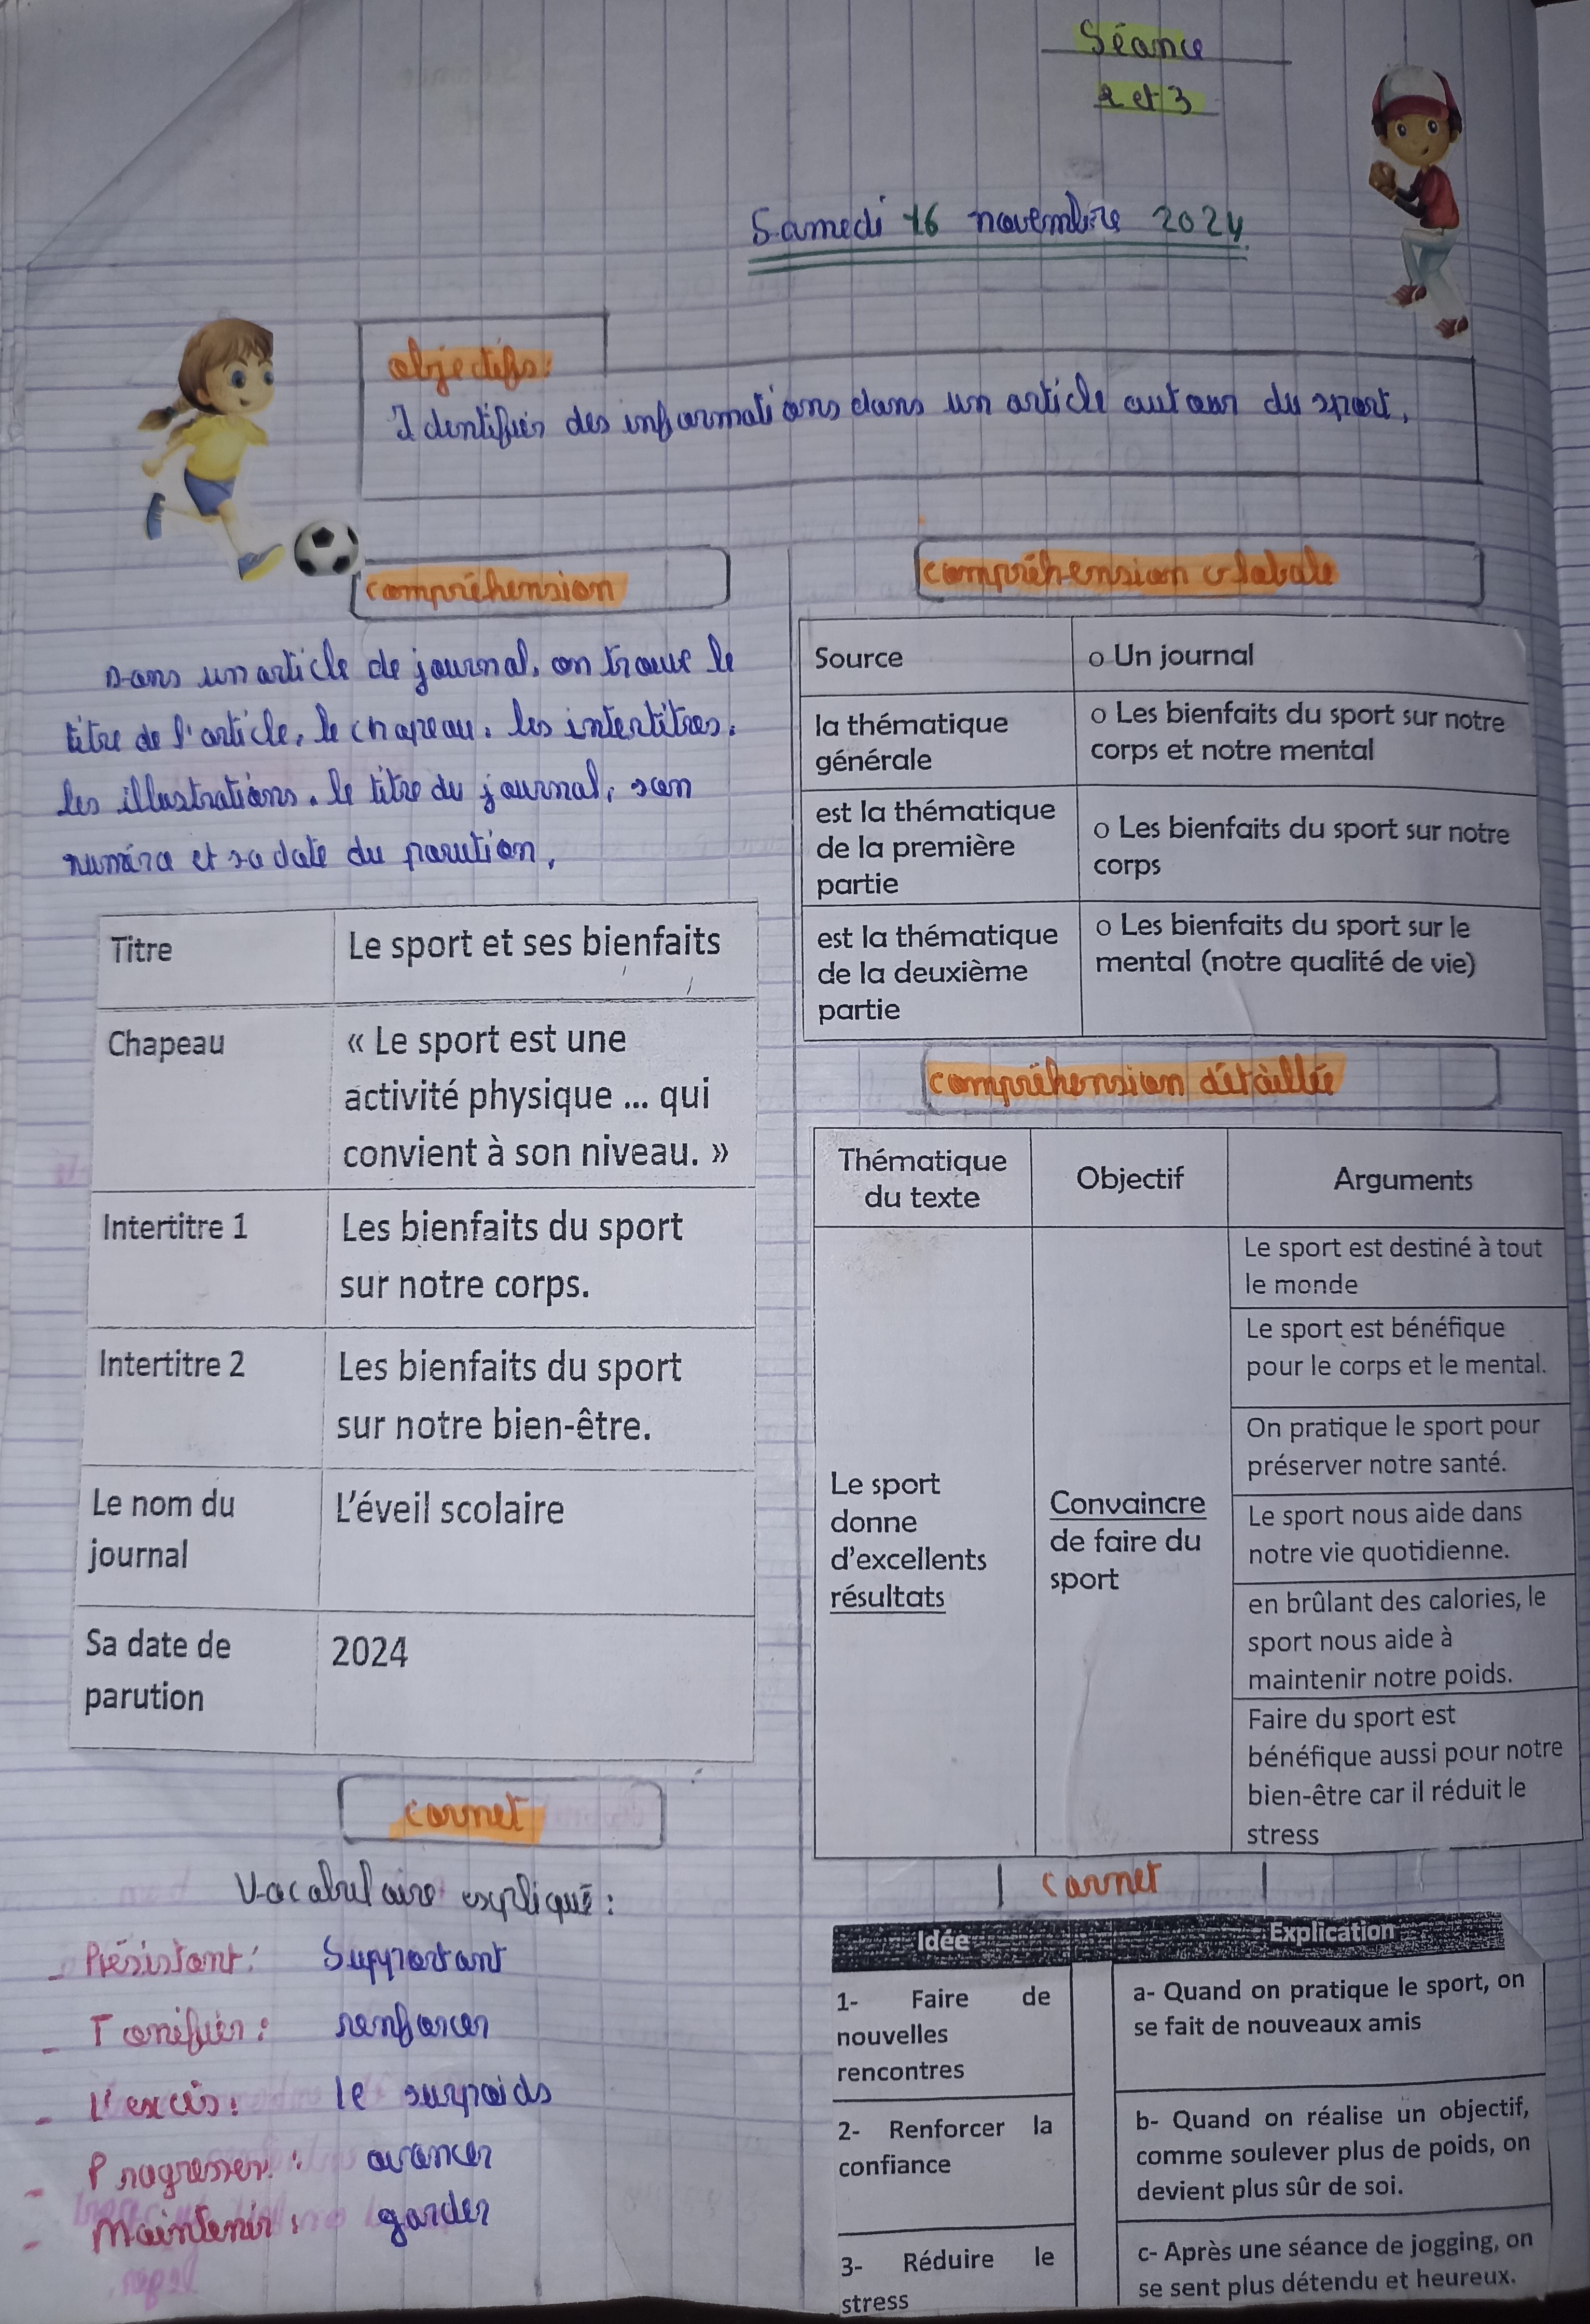 Séance
2 et 3
Samedi 16 novembre 2024
objectifs:
Identifier des informations dans un article autour du sport.
compréhension
Dans un article de journal, on trouve le
titre de l'article, le chapeau, les intertitres,
les illustrations, le titre du journal, son
numéro et sa date du parution.
Titre
Le sport et ses bienfaits
Chapeau
« Le sport est une
activité physique ... qui
convient à son niveau. »
Intertitre 1
Les bienfaits du sport
sur notre corps.
Intertitre 2
Les bienfaits du sport
sur notre bien-être.
Le nom du
journal
L'éveil scolaire
Sa date de
parution
2024
carnet
Vocabulaire expliqué :
- Résistant : Supportant
- Tonifier : renforcer
- L'excès : le surpoids
- Progresser : avancer
- Maintenir : garder
compréhension globale
Source
o Un journal
la thématique
générale
o Les bienfaits du sport sur notre
corps et notre mental
est la thématique
de la première
partie
o Les bienfaits du sport sur notre
corps
est la thématique
de la deuxième
partie
o Les bienfaits du sport sur le
mental (notre qualité de vie)
compréhension détaillée
Thématique
du texte
Objectif
Arguments
Le sport
donne
d'excellents
résultats
Convaincre
de faire du
sport
Le sport est destiné à tout
le monde
Le sport est bénéfique
pour le corps et le mental.
On pratique le sport pour
préserver notre santé.
Le sport nous aide dans
notre vie quotidienne.
en brûlant des calories, le
sport nous aide à
maintenir notre poids.
Faire du sport est
bénéfique aussi pour notre
bien-être car il réduit le
stress
carnet
Idée
Explication
1- Faire de
nouvelles
rencontres
a- Quand on pratique le sport, on
se fait de nouveaux amis
2- Renforcer la
confiance
b- Quand on réalise un objectif,
comme soulever plus de poids, on
devient plus sûr de soi.
3- Réduire le
stress
c- Après une séance de jogging, on
se sent plus détendu et heureux.